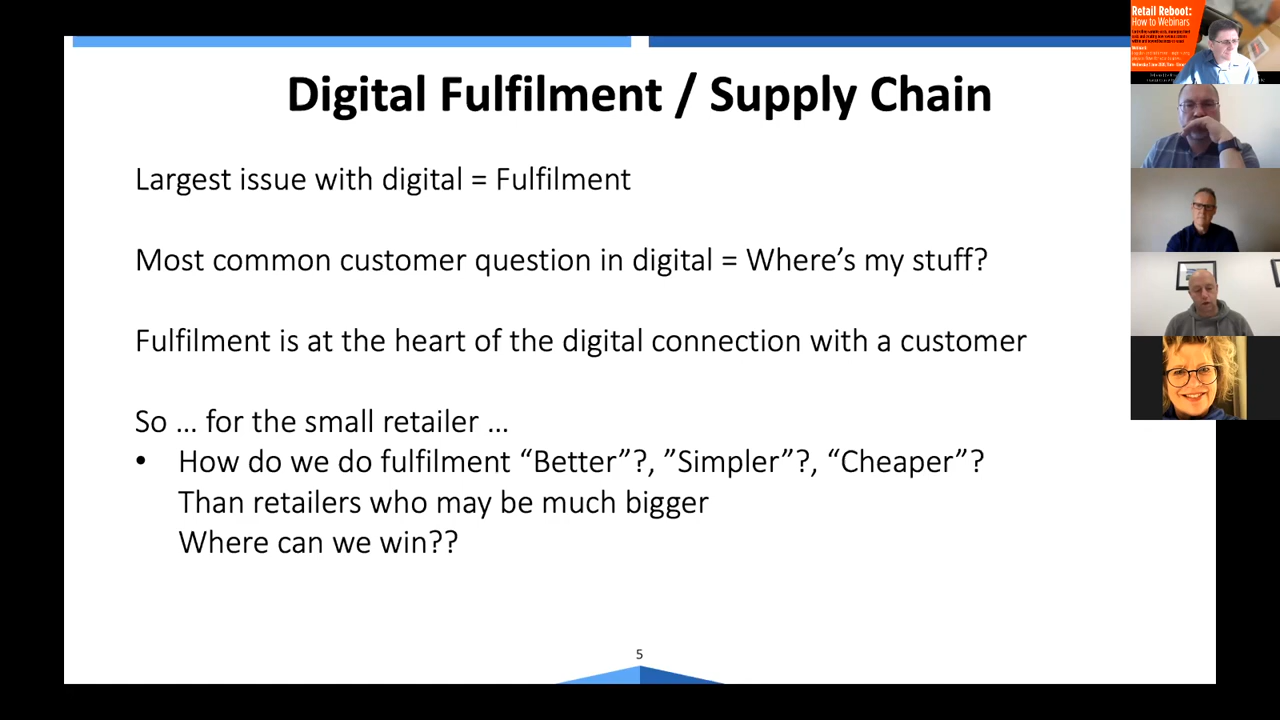 Digital Fulfilment / Supply Chain
Largest issue with digital = Fulfilment
Most common customer question in digital = Where’s my stuff?
Fulfilment is at the heart of the digital connection with a customer
So … for the small retailer …
• How do we do fulfilment “Better”?, ”Simpler”?, “Cheaper”?
Than retailers who may be much bigger
Where can we win??
5
Retail Reboot:
How to Webinars